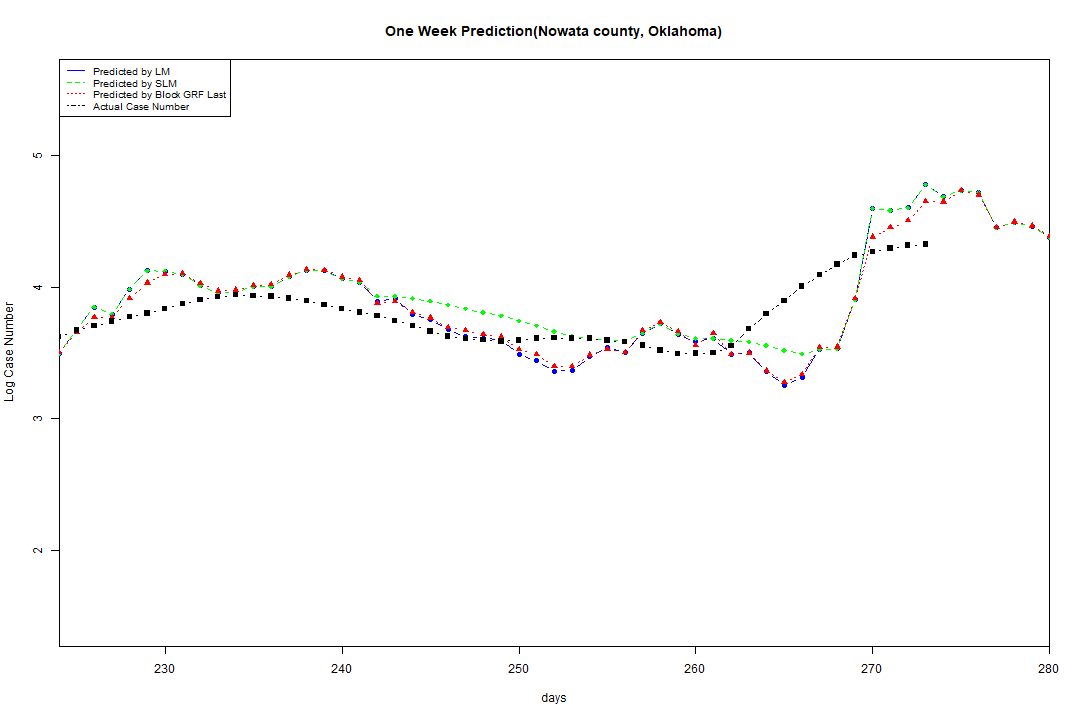 One Week Prediction(Nowata county, Oklahoma)
Predicted by LM
Predicted by SLM
Predicted by Block GRF Last
Actual Case Number
5
4
3
2
Log Case Number
230 240 250 260 270 280
days